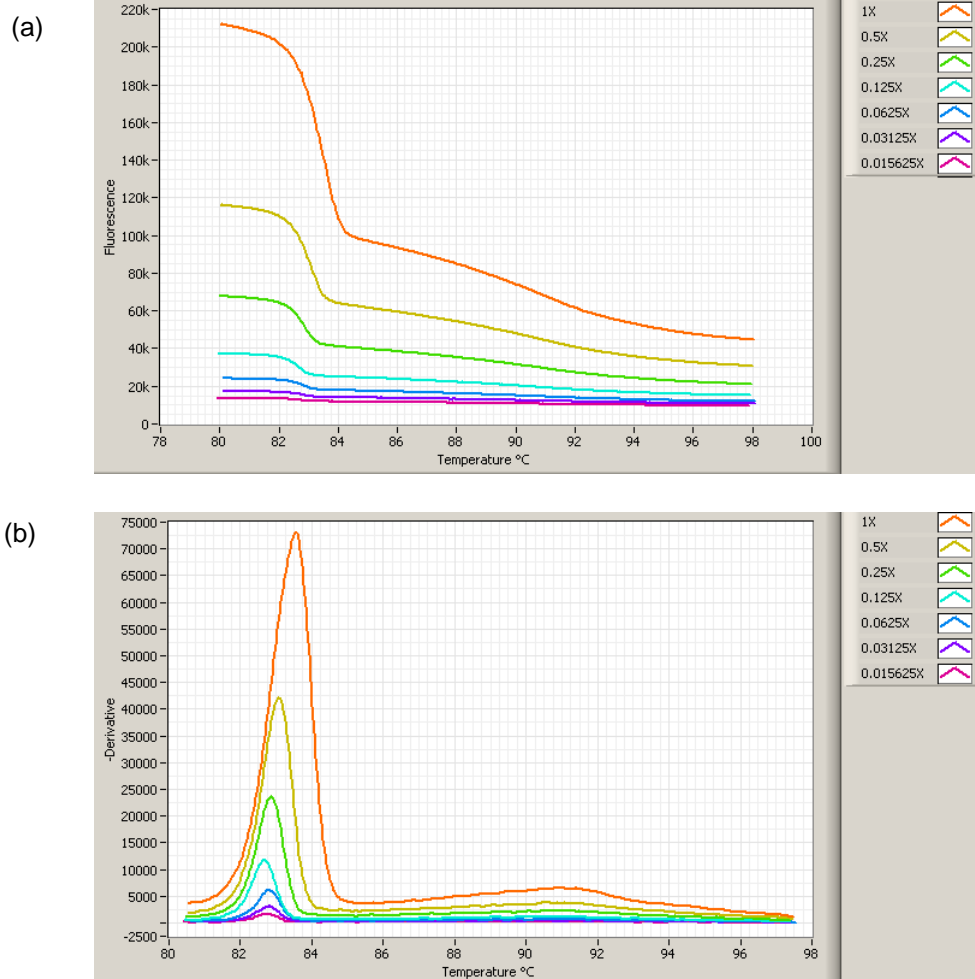 (a)
220k
200k
180k
160k
140k
120k
100k
80k
60k
40k
20k
0
Fluorescence
78 80 82 84 86 88 90 92 94 96 98 100
Temperature °C
1X
0.5X
0.25X
0.125X
0.0625X
0.03125X
0.015625X
(b)
75000
70000
65000
60000
55000
50000
45000
40000
35000
30000
25000
20000
15000
10000
5000
-2500
-Derivative
80 82 84 86 88 90 92 94 96 98
Temperature °C
1X
0.5X
0.25X
0.125X
0.0625X
0.03125X
0.015625X